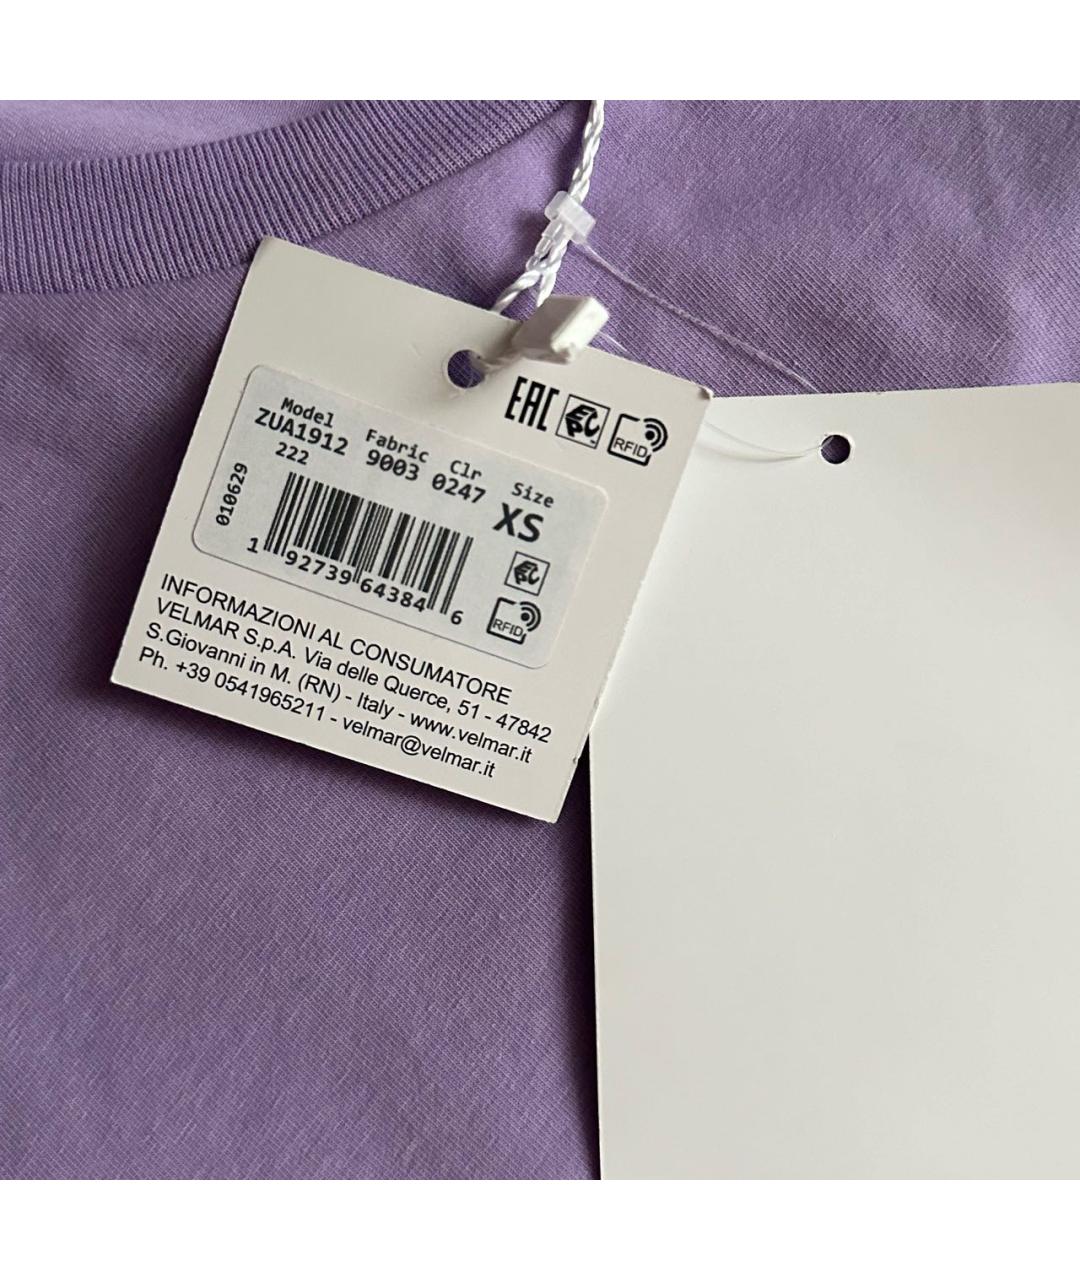 EAC
RFID
Model Fabric Clr Size
ZUA1912 9003 0247 XS
222
010629
1 92739 64384 6
RFID
INFORMAZIONI AL CONSUMATORE
VELMAR S.p.A. Via delle Querce, 51 - 47842
S.Giovanni in M. (RN) - Italy - www.velmar.it
Ph. +39 0541965211 - velmar@velmar.it